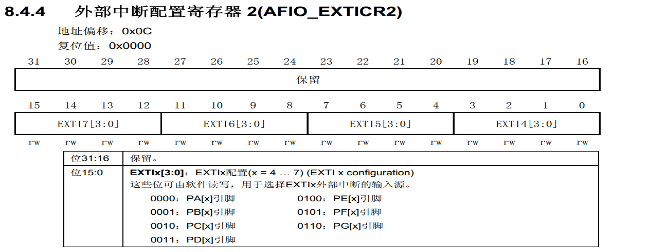 8.4.4 外部中断配置寄存器 2(AFIO_EXTICR2)
地址偏移：0x0C
复位值：0x0000
31 30 29 28 27 26 25 24 23 22 21 20 19 18 17 16
保留
15 14 13 12 11 10 9 8 7 6 5 4 3 2 1 0
EXTI7[3:0] EXTI6[3:0] EXTI5[3:0] EXTI4[3:0]
rw rw rw rw rw rw rw rw rw rw rw rw rw rw rw rw
位31:16 保留。
位15:0 EXTIx[3:0]：EXTIx配置(x = 4 … 7) (EXTI x configuration)
这些位可由软件读写，用于选择EXTIx外部中断的输入源。
0000：PA[x]引脚 0100：PE[x]引脚
0001：PB[x]引脚 0101：PF[x]引脚
0010：PC[x]引脚 0110：PG[x]引脚
0011：PD[x]引脚